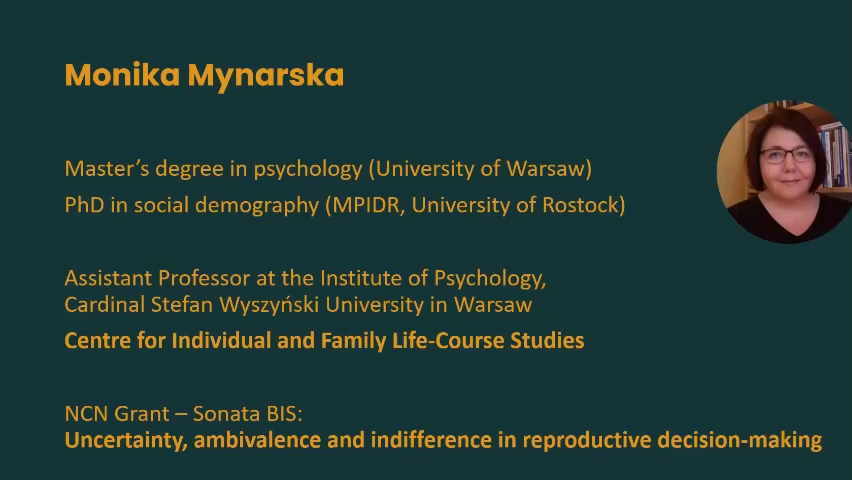 Monika Mynarska
Master’s degree in psychology (University of Warsaw)
PhD in social demography (MPIDR, University of Rostock)
Assistant Professor at the Institute of Psychology,
Cardinal Stefan Wyszyński University in Warsaw
Centre for Individual and Family Life-Course Studies
NCN Grant – Sonata BIS:
Uncertainty, ambivalence and indifference in reproductive decision-making